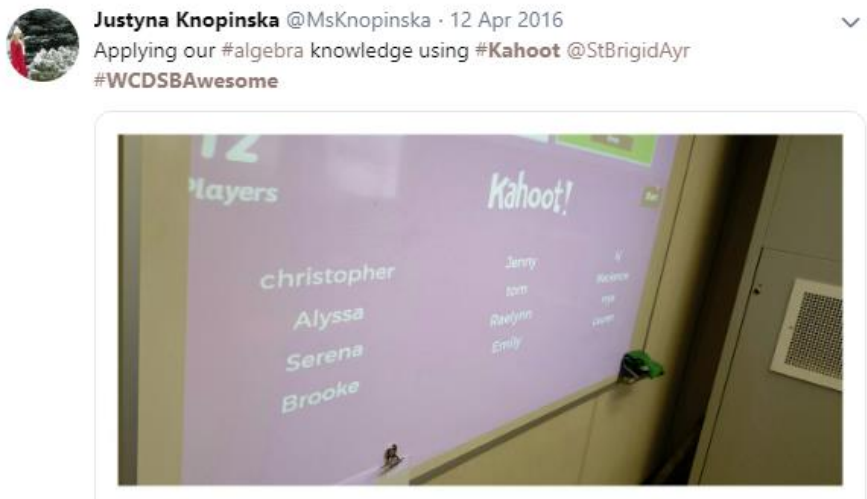 Justyna Knopinska @MsKnopinska · 12 Apr 2016
Applying our #algebra knowledge using #Kahoot @StBrigidAyr
#WCDSBAwesome
12
Players
Kahoot!
christopher
Alyssa
Serena
Brooke
Jenny
tom
Raelynn
Emily
Lauren